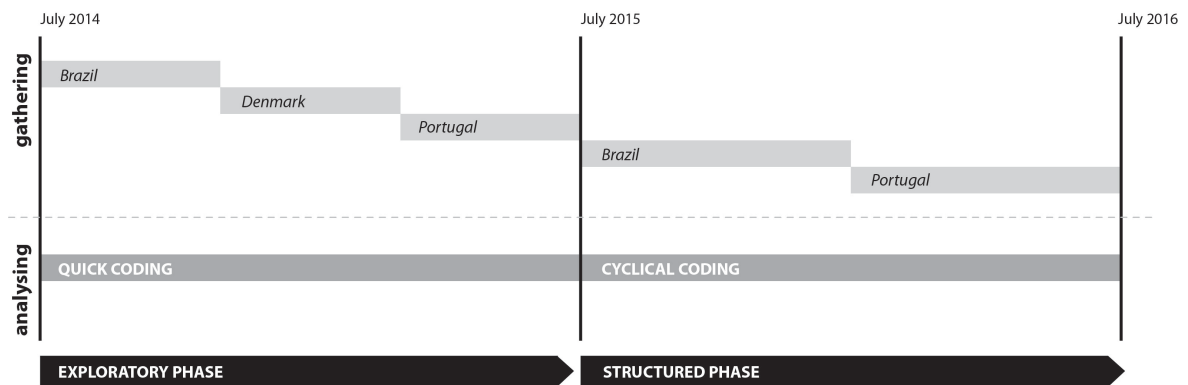 July 2014
July 2015
July 2016
gathering
Brazil
Denmark
Portugal
Brazil
Portugal
analysing
QUICK CODING
CYCLICAL CODING
EXPLORATORY PHASE
STRUCTURED PHASE